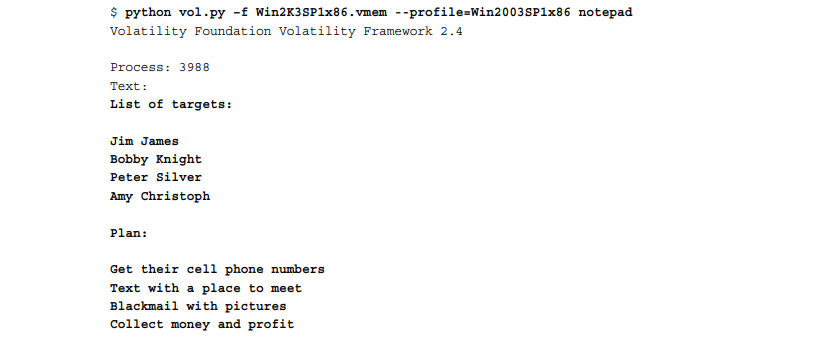 $ python vol.py -f Win2K3SP1x86.vmem --profile=Win2003SP1x86 notepad
Volatility Foundation Volatility Framework 2.4
Process: 3988
Text:
List of targets:
Jim James
Bobby Knight
Peter Silver
Amy Christoph
Plan:
Get their cell phone numbers
Text with a place to meet
Blackmail with pictures
Collect money and profit